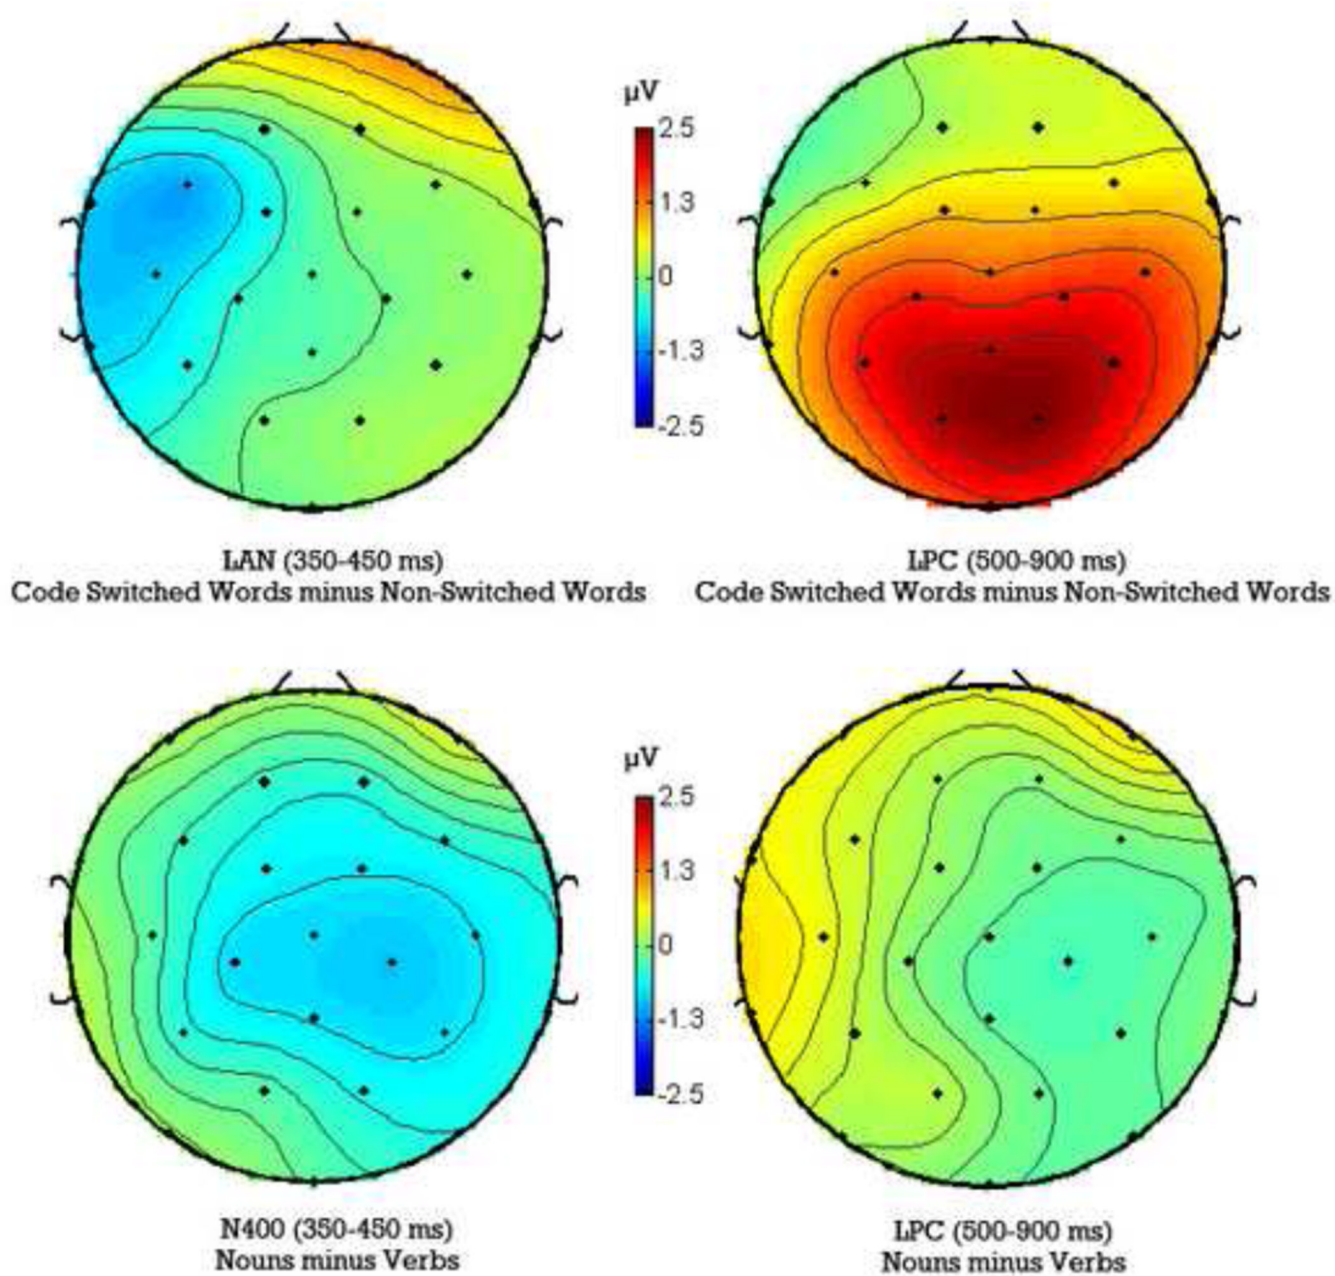 µV
2.5
1.3
0
-1.3
-2.5
LAN (350-450 ms)
Code Switched Words minus Non-Switched Words
LPC (500-900 ms)
Code Switched Words minus Non-Switched Words
µV
2.5
1.3
0
-1.3
-2.5
N400 (350-450 ms)
Nouns minus Verbs
LPC (500-900 ms)
Nouns minus Verbs